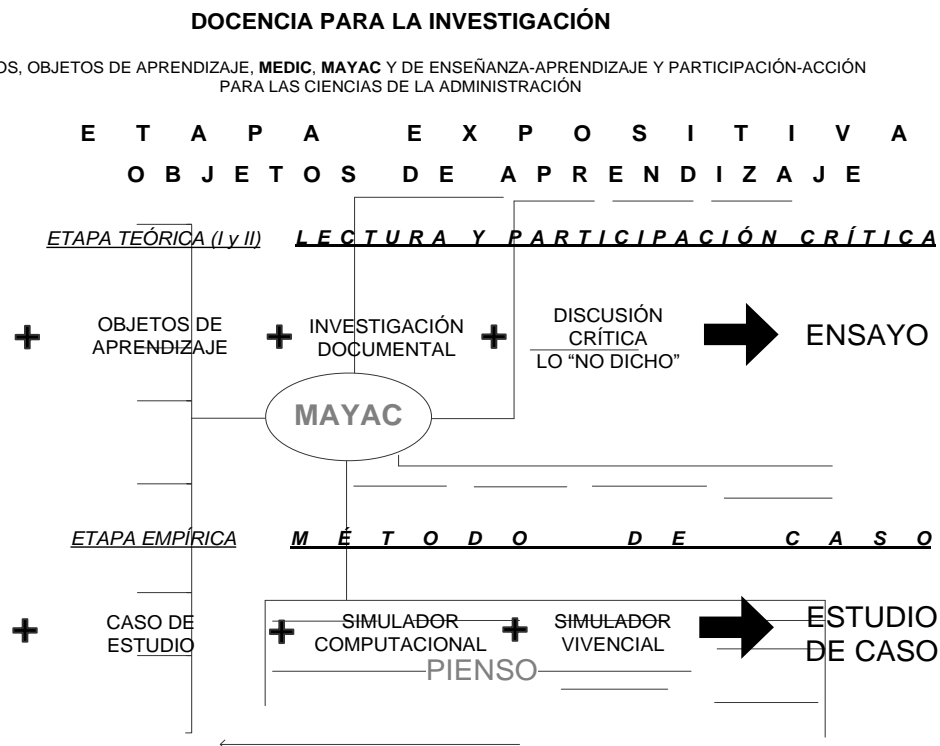 DOCENCIA PARA LA INVESTIGACIÓN
OS, OBJETOS DE APRENDIZAJE, MEDIC, MAYAC Y DE ENSEÑANZA-APRENDIZAJE Y PARTICIPACIÓN-ACCIÓN
PARA LAS CIENCIAS DE LA ADMINISTRACIÓN
E T A P A E X P O S I T I V A
O B J E T O S D E A P R E N D I Z A J E
ETAPA TEÓRICA (I y II) L E C T U R A Y P A R T I C I P A C I Ó N C R Í T I C A
+ OBJETOS DE APRENDIZAJE + INVESTIGACIÓN DOCUMENTAL + DISCUSIÓN CRÍTICA LO “NO DICHO” ENSAYO
MAYAC
ETAPA EMPÍRICA M É T O D O D E C A S O
+ CASO DE ESTUDIO + SIMULADOR COMPUTACIONAL + SIMULADOR VIVENCIAL ESTUDIO DE CASO
PIENSO